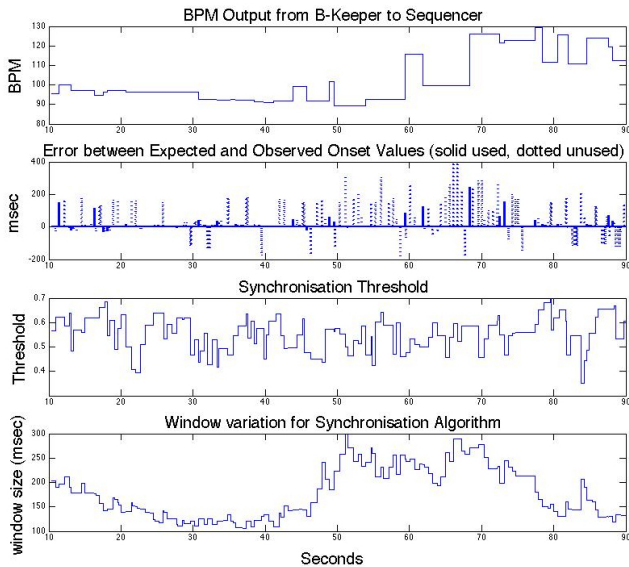 BPM Output from B-Keeper to Sequencer
130
120
110
100
90
80
BPM
10 20 30 40 50 60 70 80 90
Error between Expected and Observed Onset Values (solid used, dotted unused)
400
200
0
-200
msec
10 20 30 40 50 60 70 80 90
Synchronisation Threshold
0.7
0.6
0.5
0.4
Threshold
10 20 30 40 50 60 70 80 90
Window variation for Synchronisation Algorithm
300
250
200
150
100
window size (msec)
10 20 30 40 50 60 70 80 90
Seconds